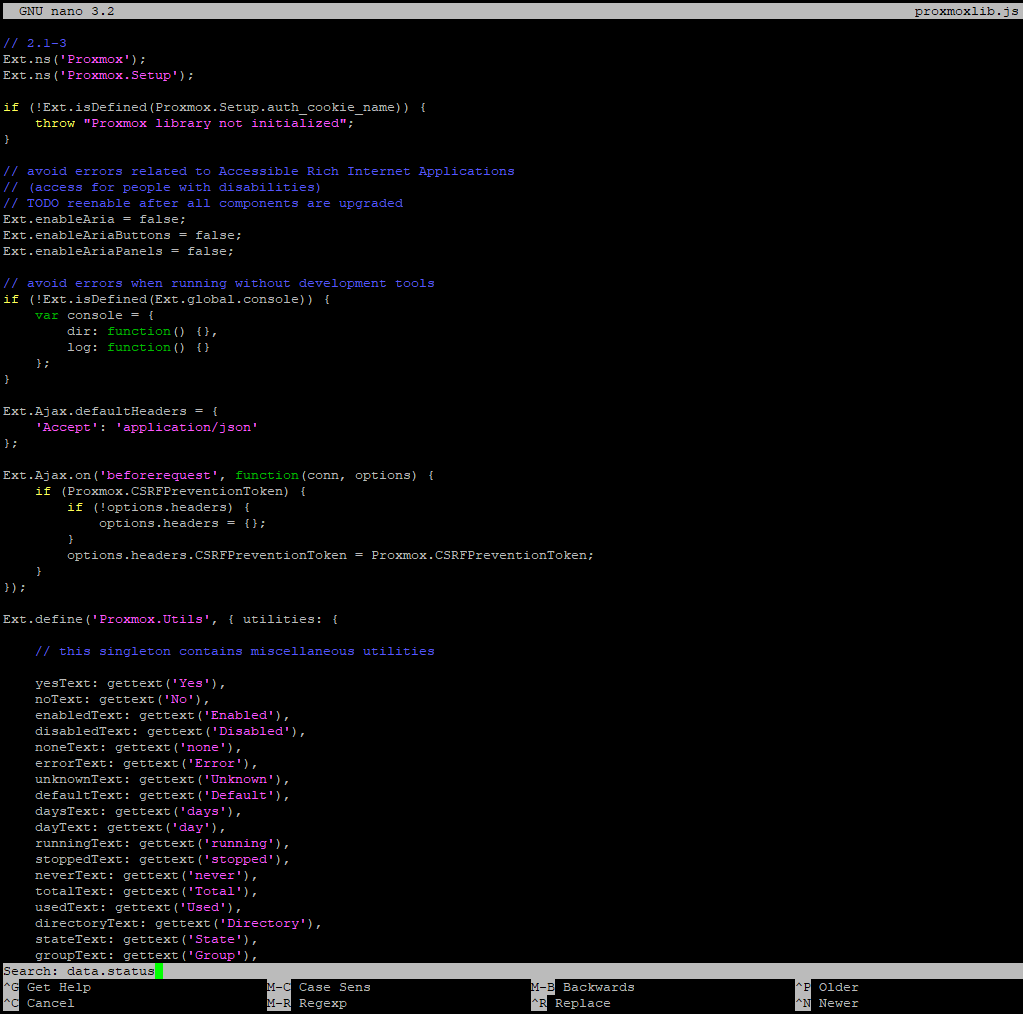 GNU nano 3.2 proxmoxlib.js
// 2.1-3
Ext.ns('Proxmox');
Ext.ns('Proxmox.Setup');
if (!Ext.isDefined(Proxmox.Setup.auth_cookie_name)) {
    throw "Proxmox library not initialized";
}
// avoid errors related to Accessible Rich Internet Applications
// (access for people with disabilities)
// TODO reenable after all components are upgraded
Ext.enableAria = false;
Ext.enableAriaButtons = false;
Ext.enableAriaPanels = false;
// avoid errors when running without development tools
if (!Ext.isDefined(Ext.global.console)) {
    var console = {
        dir: function() {},
        log: function() {}
    };
}
Ext.Ajax.defaultHeaders = {
    'Accept': 'application/json'
};
Ext.Ajax.on('beforerequest', function(conn, options) {
    if (Proxmox.CSRFPreventionToken) {
        if (!options.headers) {
            options.headers = {};
        }
        options.headers.CSRFPreventionToken = Proxmox.CSRFPreventionToken;
    }
});
Ext.define('Proxmox.Utils', { utilities: {
    // this singleton contains miscellaneous utilities
    yesText: gettext('Yes'),
    noText: gettext('No'),
    enabledText: gettext('Enabled'),
    disabledText: gettext('Disabled'),
    noneText: gettext('none'),
    errorText: gettext('Error'),
    unknownText: gettext('Unknown'),
    defaultText: gettext('Default'),
    daysText: gettext('days'),
    dayText: gettext('day'),
    runningText: gettext('running'),
    stoppedText: gettext('stopped'),
    neverText: gettext('never'),
    totalText: gettext('Total'),
    usedText: gettext('Used'),
    directoryText: gettext('Directory'),
    stateText: gettext('State'),
    groupText: gettext('Group'),
Search: data.status
^G Get Help M-C Case Sens M-B Backwards ^P Older
^C Cancel M-R Regexp ^R Replace ^N Newer